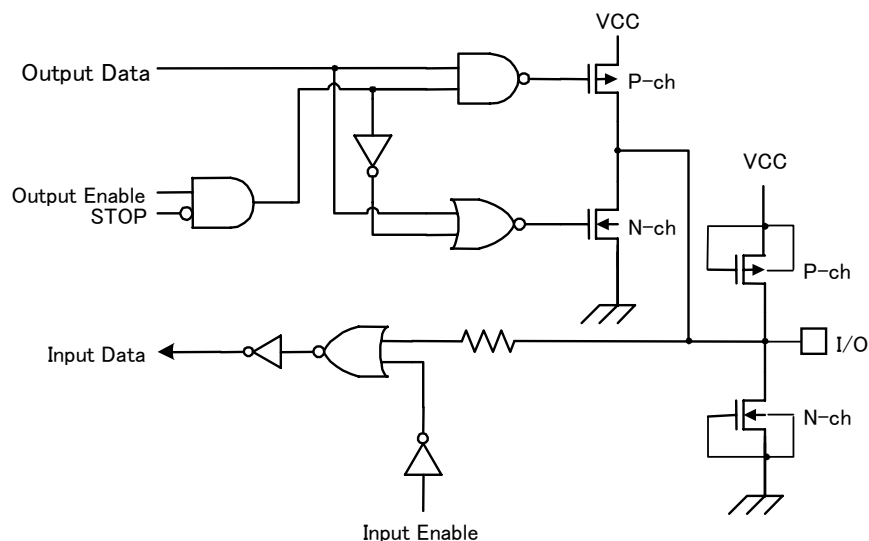 VCC
Output Data
P-ch
VCC
Output Enable
STOP
N-ch
P-ch
Input Data
I/O
N-ch
Input Enable